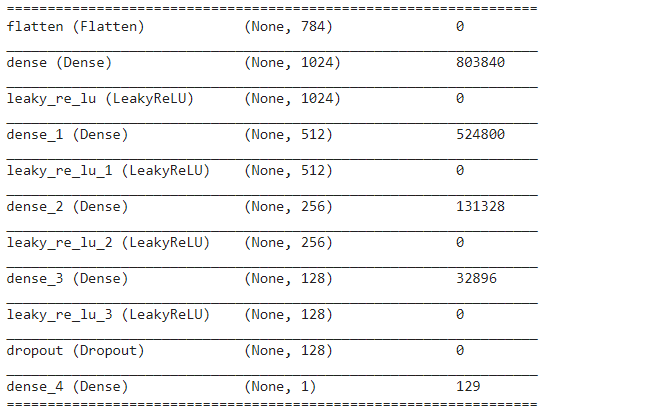 =================================================================
flatten (Flatten)            (None, 784)               0
_________________________________________________________________
dense (Dense)                (None, 1024)              803840
_________________________________________________________________
leaky_re_lu (LeakyReLU)      (None, 1024)              0
_________________________________________________________________
dense_1 (Dense)              (None, 512)               524800
_________________________________________________________________
leaky_re_lu_1 (LeakyReLU)    (None, 512)               0
_________________________________________________________________
dense_2 (Dense)              (None, 256)               131328
_________________________________________________________________
leaky_re_lu_2 (LeakyReLU)    (None, 256)               0
_________________________________________________________________
dense_3 (Dense)              (None, 128)               32896
_________________________________________________________________
leaky_re_lu_3 (LeakyReLU)    (None, 128)               0
_________________________________________________________________
dropout (Dropout)            (None, 128)               0
_________________________________________________________________
dense_4 (Dense)              (None, 1)                 129
=================================================================